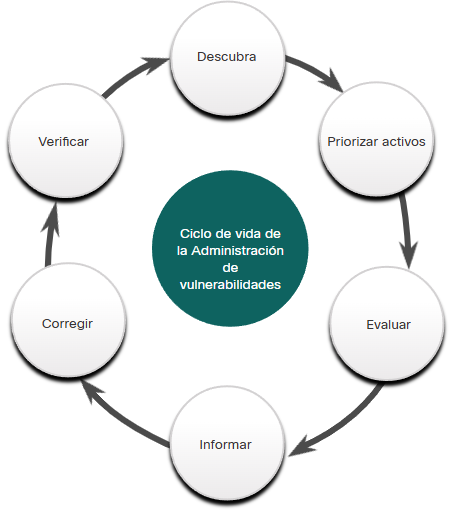 Descubra
Priorizar activos
Evaluar
Informar
Corregir
Verificar
Ciclo de vida de
la Administración
de
vulnerabilidades